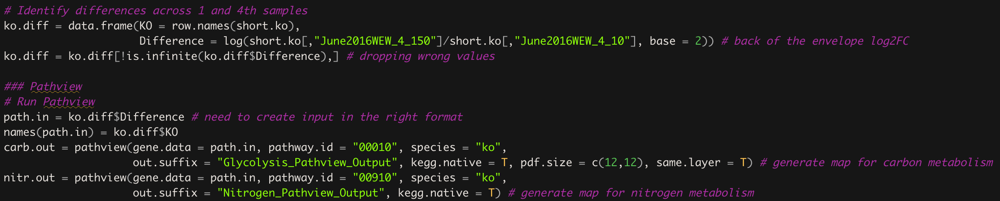 # Identify differences across 1 and 4th samples
ko.diff = data.frame(KO = row.names(short.ko),
                     Difference = log(short.ko[,"June2016WEW_4_150"]/short.ko[,"June2016WEW_4_10"], base = 2)) # back of the envelope log2FC
ko.diff = ko.diff[!is.infinite(ko.diff$Difference),] # dropping wrong values

### Pathview
# Run Pathview
path.in = ko.diff$Difference # need to create input in the right format
names(path.in) = ko.diff$KO
carb.out = pathview(gene.data = path.in, pathway.id = "00010", species = "ko",
                    out.suffix = "Glycolysis_Pathview_Output", kegg.native = T, pdf.size = c(12,12), same.layer = T) # generate map for carbon metabolism
nitr.out = pathview(gene.data = path.in, pathway.id = "00910", species = "ko",
                    out.suffix = "Nitrogen_Pathview_Output", kegg.native = T) # generate map for nitrogen metabolism